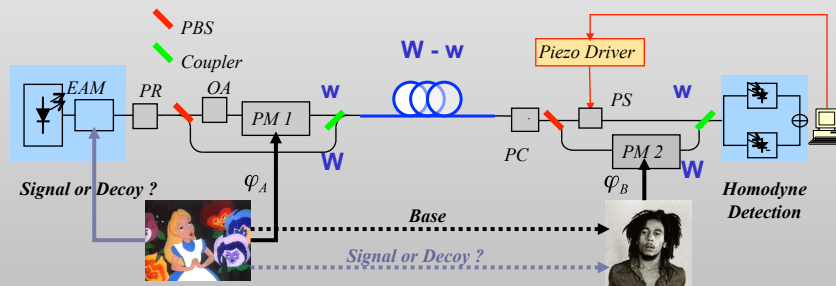 PBS
Coupler
EAM
PR
OA
PM 1
w
W
W - w
Piezo Driver
PS
w
PC
PM 2
W
Signal or Decoy ?
φA
φB
Homodyne
Detection
Base
Signal or Decoy ?